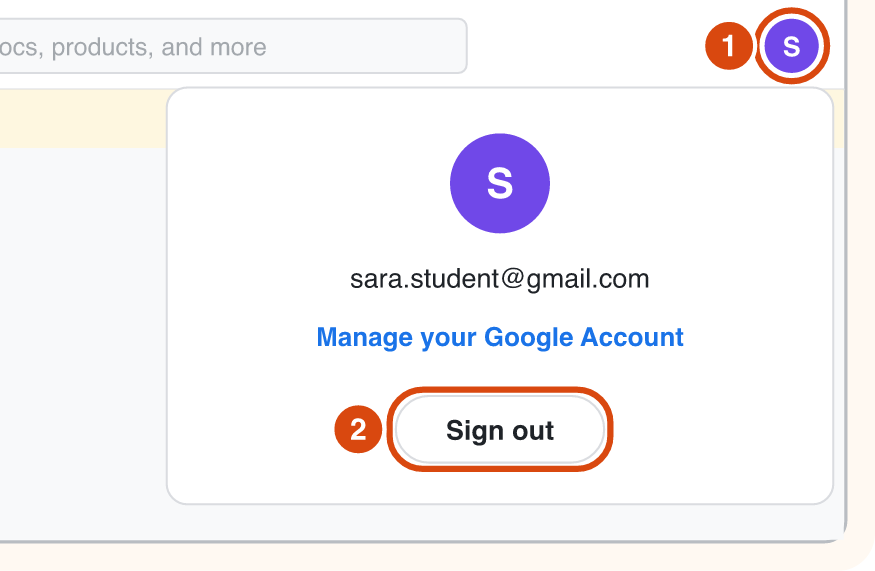 ocs, products, and more
1
S
S
sara.student@gmail.com
Manage your Google Account
2
Sign out